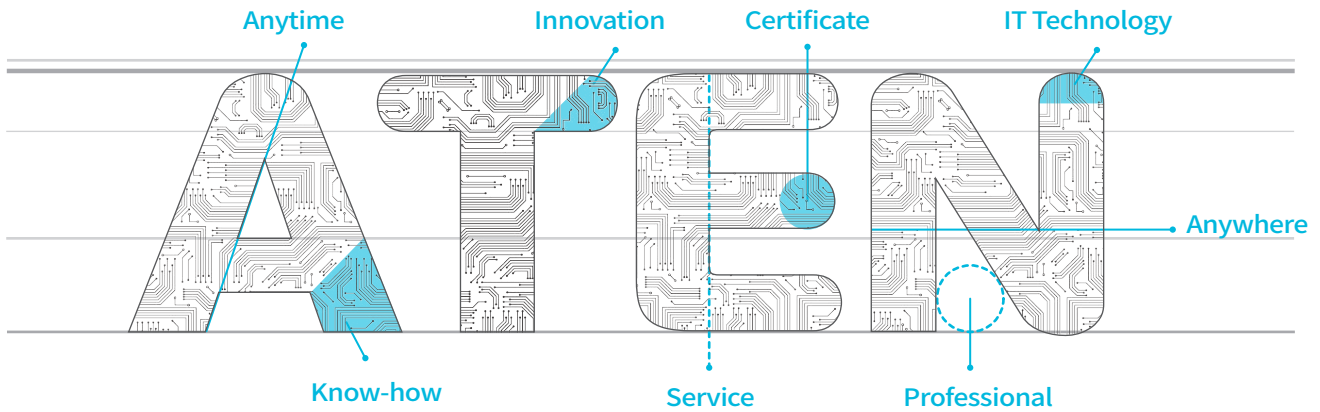 Anytime
Innovation
Certificate
IT Technology
ATEN
Anywhere
Know-how
Service
Professional